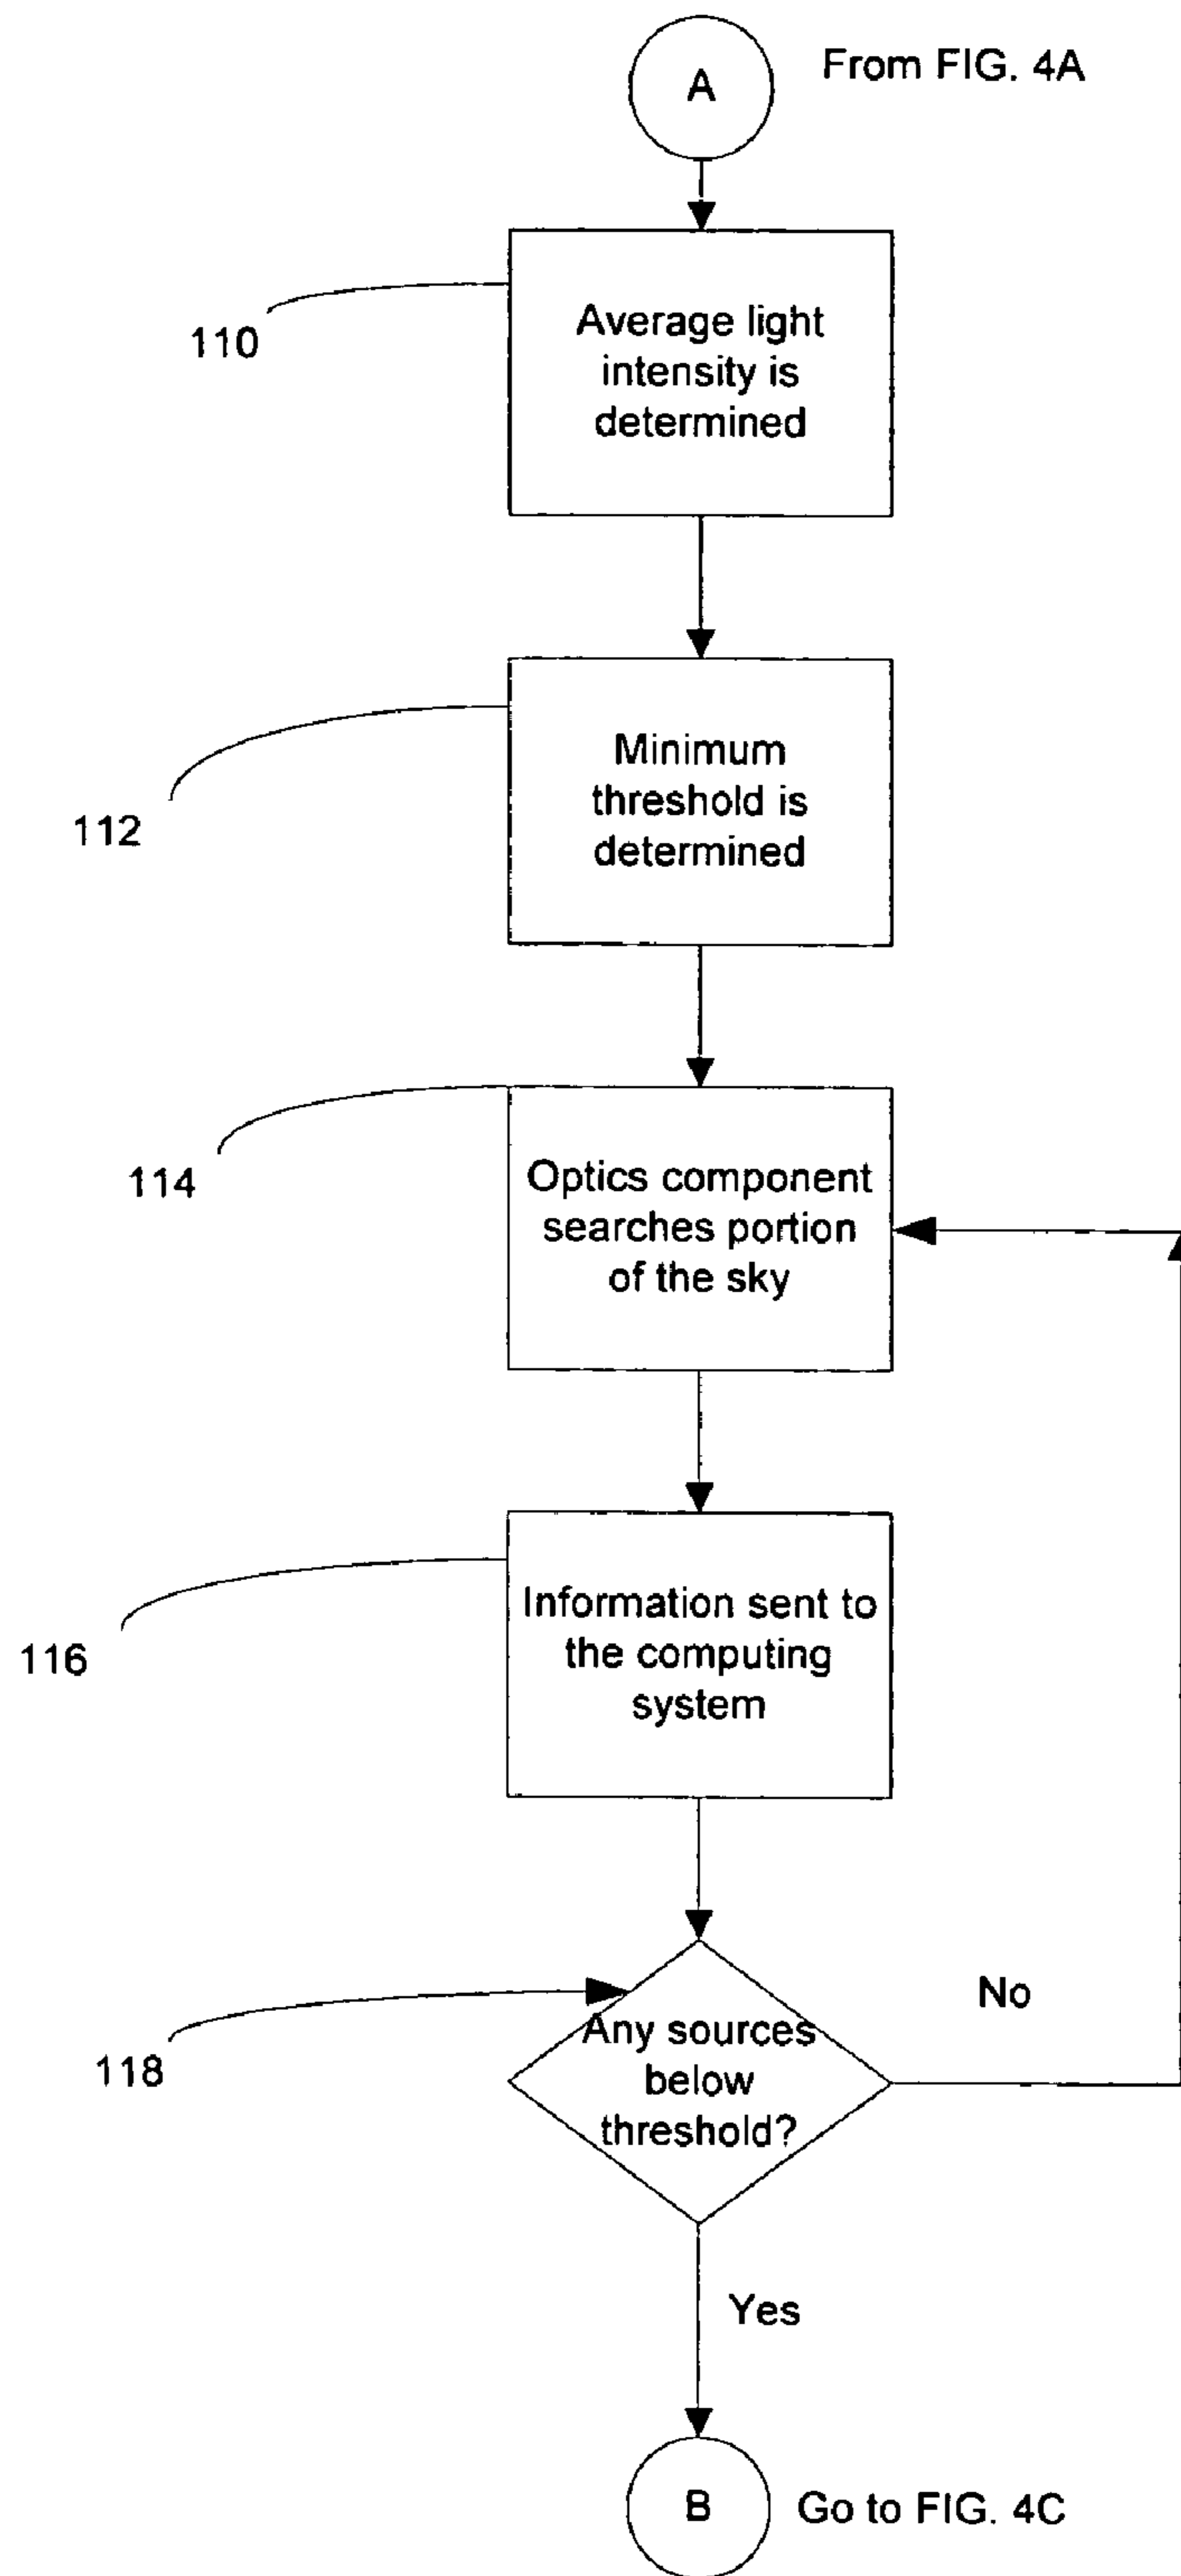 A
From FIG. 4A
110
Average light
intensity is
determined
112
Minimum
threshold is
determined
114
Optics component
searches portion
of the sky
116
Information sent to
the computing
system
118
Any sources
below
threshold?
No
Yes
B
Go to FIG. 4C